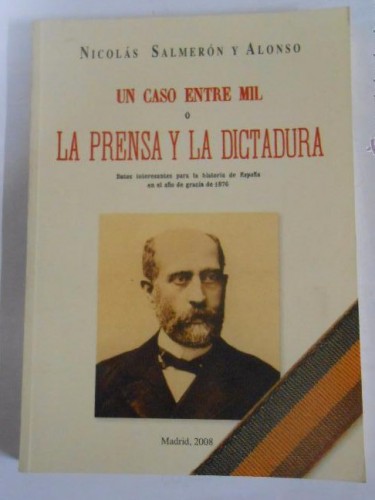 NICOLÁS SALMERÓN Y ALONSO
UN CASO ENTRE MIL
O
LA PRENSA Y LA DICTADURA
Datos interesantes para la historia de España
en el año de gracia de 1876
Madrid, 2008